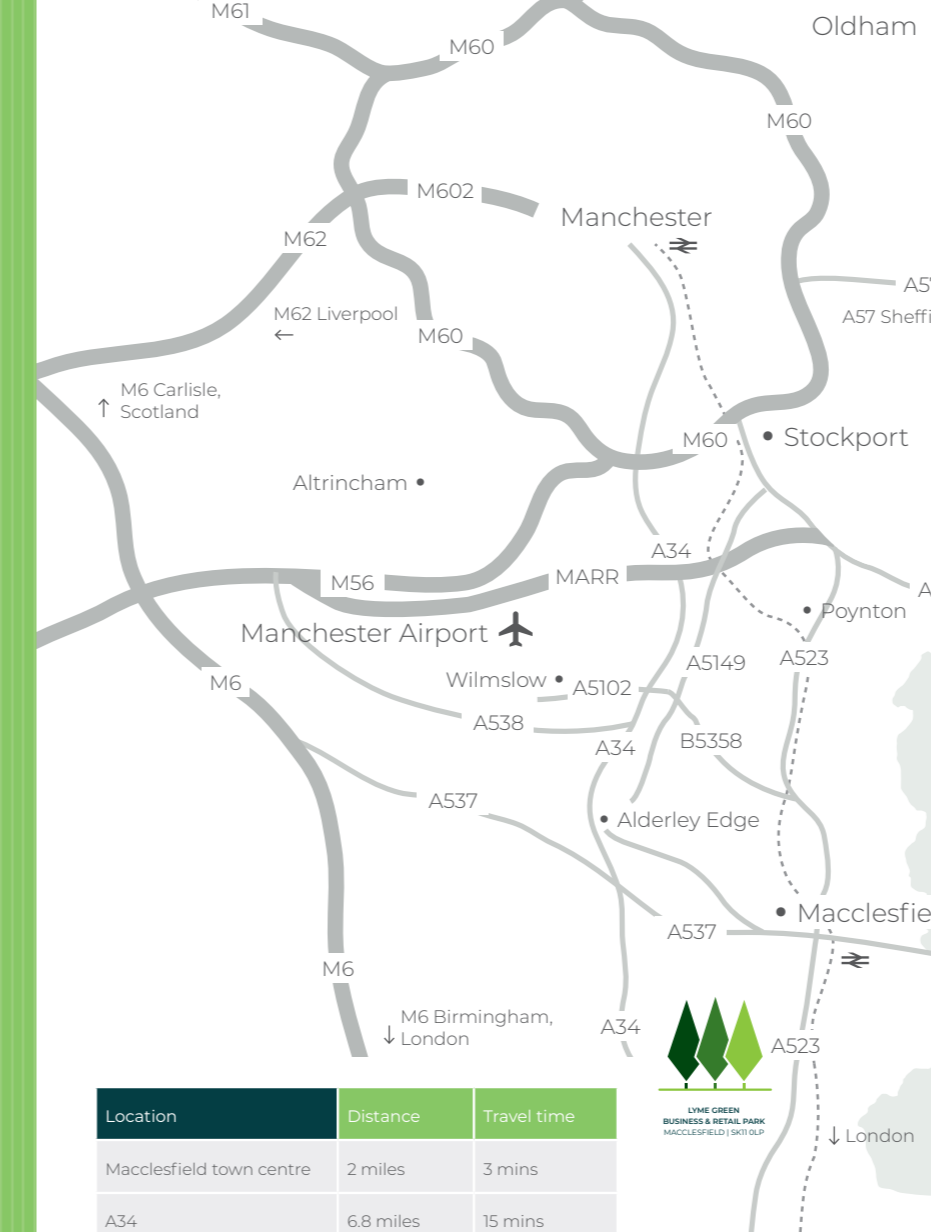 M61
Oldham
M60
M60
M602
Manchester
M62
M62 Liverpool
←
A57 Sheffi
M60
↑ M6 Carlisle,
Scotland
M60
Stockport
Altrincham
A34
M56
MARR
Poynton
Manchester Airport
A5149
A523
Wilmslow
A5102
M6
A538
A34
B5358
A537
Alderley Edge
Macclesfie
A537
M6
↓ M6 Birmingham,
London
A34
A523
LYME GREEN
BUSINESS & RETAIL PARK
MACCLESFIELD | SK11 0LP
↓ London
Location Distance Travel time
Macclesfield town centre 2 miles 3 mins
A34 6.8 miles 15 mins